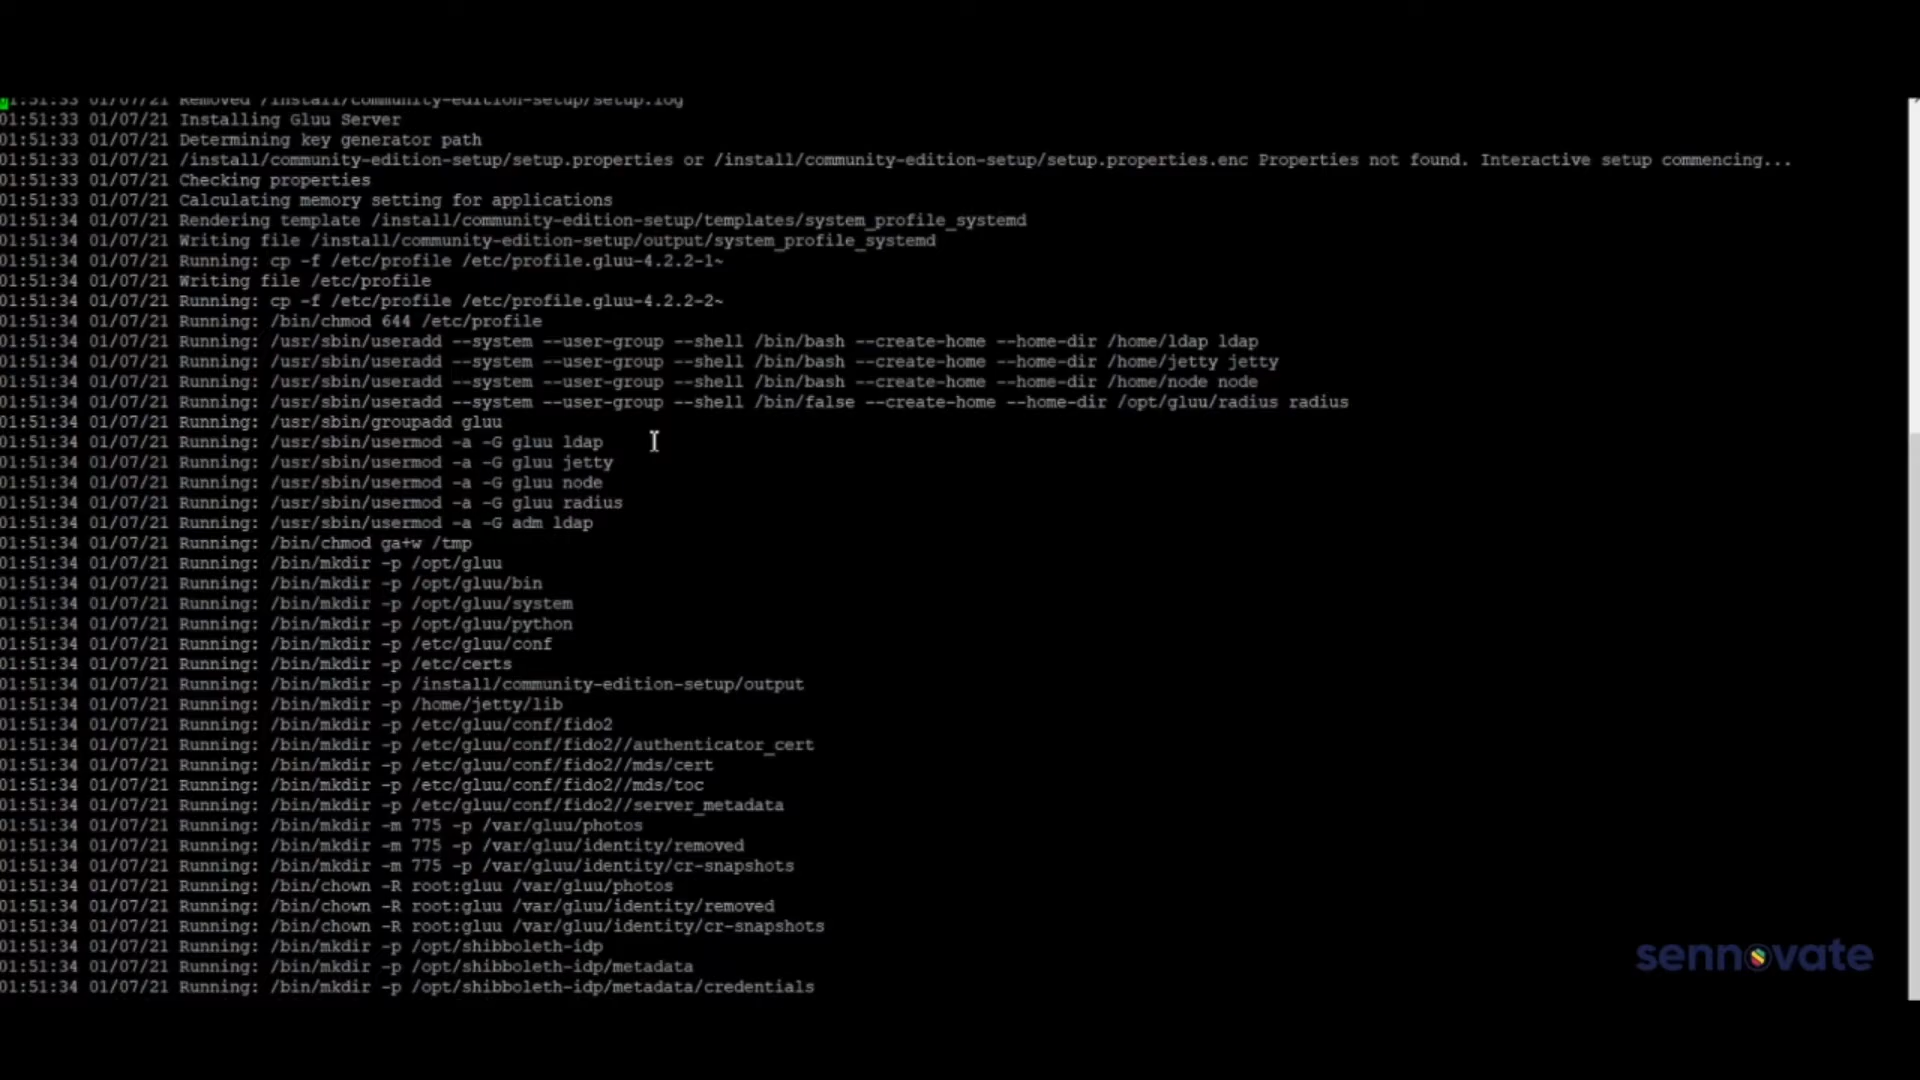 01:51:33 01/07/21 Removed /install/community-edition-setup/setup.log
01:51:33 01/07/21 Installing Gluu Server
01:51:33 01/07/21 Determining key generator path
01:51:33 01/07/21 /install/community-edition-setup/setup.properties or /install/community-edition-setup/setup.properties.enc Properties not found. Interactive setup commencing...
01:51:33 01/07/21 Checking properties
01:51:33 01/07/21 Calculating memory setting for applications
01:51:34 01/07/21 Rendering template /install/community-edition-setup/templates/system_profile_systemd
01:51:34 01/07/21 Writing file /install/community-edition-setup/output/system_profile_systemd
01:51:34 01/07/21 Running: cp -f /etc/profile /etc/profile.gluu-4.2.2-1~
01:51:34 01/07/21 Writing file /etc/profile
01:51:34 01/07/21 Running: cp -f /etc/profile /etc/profile.gluu-4.2.2-2~
01:51:34 01/07/21 Running: /bin/chmod 644 /etc/profile
01:51:34 01/07/21 Running: /usr/sbin/useradd --system --user-group --shell /bin/bash --create-home --home-dir /home/ldap ldap
01:51:34 01/07/21 Running: /usr/sbin/useradd --system --user-group --shell /bin/bash --create-home --home-dir /home/jetty jetty
01:51:34 01/07/21 Running: /usr/sbin/useradd --system --user-group --shell /bin/bash --create-home --home-dir /home/node node
01:51:34 01/07/21 Running: /usr/sbin/useradd --system --user-group --shell /bin/false --create-home --home-dir /opt/gluu/radius radius
01:51:34 01/07/21 Running: /usr/sbin/groupadd gluu
01:51:34 01/07/21 Running: /usr/sbin/usermod -a -G gluu ldap
01:51:34 01/07/21 Running: /usr/sbin/usermod -a -G gluu jetty
01:51:34 01/07/21 Running: /usr/sbin/usermod -a -G gluu node
01:51:34 01/07/21 Running: /usr/sbin/usermod -a -G gluu radius
01:51:34 01/07/21 Running: /usr/sbin/usermod -a -G adm ldap
01:51:34 01/07/21 Running: /bin/chmod ga+w /tmp
01:51:34 01/07/21 Running: /bin/mkdir -p /opt/gluu
01:51:34 01/07/21 Running: /bin/mkdir -p /opt/gluu/bin
01:51:34 01/07/21 Running: /bin/mkdir -p /opt/gluu/system
01:51:34 01/07/21 Running: /bin/mkdir -p /opt/gluu/python
01:51:34 01/07/21 Running: /bin/mkdir -p /etc/gluu/conf
01:51:34 01/07/21 Running: /bin/mkdir -p /etc/certs
01:51:34 01/07/21 Running: /bin/mkdir -p /install/community-edition-setup/output
01:51:34 01/07/21 Running: /bin/mkdir -p /home/jetty/lib
01:51:34 01/07/21 Running: /bin/mkdir -p /etc/gluu/conf/fido2
01:51:34 01/07/21 Running: /bin/mkdir -p /etc/gluu/conf/fido2//authenticator_cert
01:51:34 01/07/21 Running: /bin/mkdir -p /etc/gluu/conf/fido2//mds/cert
01:51:34 01/07/21 Running: /bin/mkdir -p /etc/gluu/conf/fido2//mds/toc
01:51:34 01/07/21 Running: /bin/mkdir -p /etc/gluu/conf/fido2//server_metadata
01:51:34 01/07/21 Running: /bin/mkdir -m 775 -p /var/gluu/photos
01:51:34 01/07/21 Running: /bin/mkdir -m 775 -p /var/gluu/identity/removed
01:51:34 01/07/21 Running: /bin/mkdir -m 775 -p /var/gluu/identity/cr-snapshots
01:51:34 01/07/21 Running: /bin/chown -R root:gluu /var/gluu/photos
01:51:34 01/07/21 Running: /bin/chown -R root:gluu /var/gluu/identity/removed
01:51:34 01/07/21 Running: /bin/chown -R root:gluu /var/gluu/identity/cr-snapshots
01:51:34 01/07/21 Running: /bin/mkdir -p /opt/shibboleth-idp
01:51:34 01/07/21 Running: /bin/mkdir -p /opt/shibboleth-idp/metadata
01:51:34 01/07/21 Running: /bin/mkdir -p /opt/shibboleth-idp/metadata/credentials
sennovate